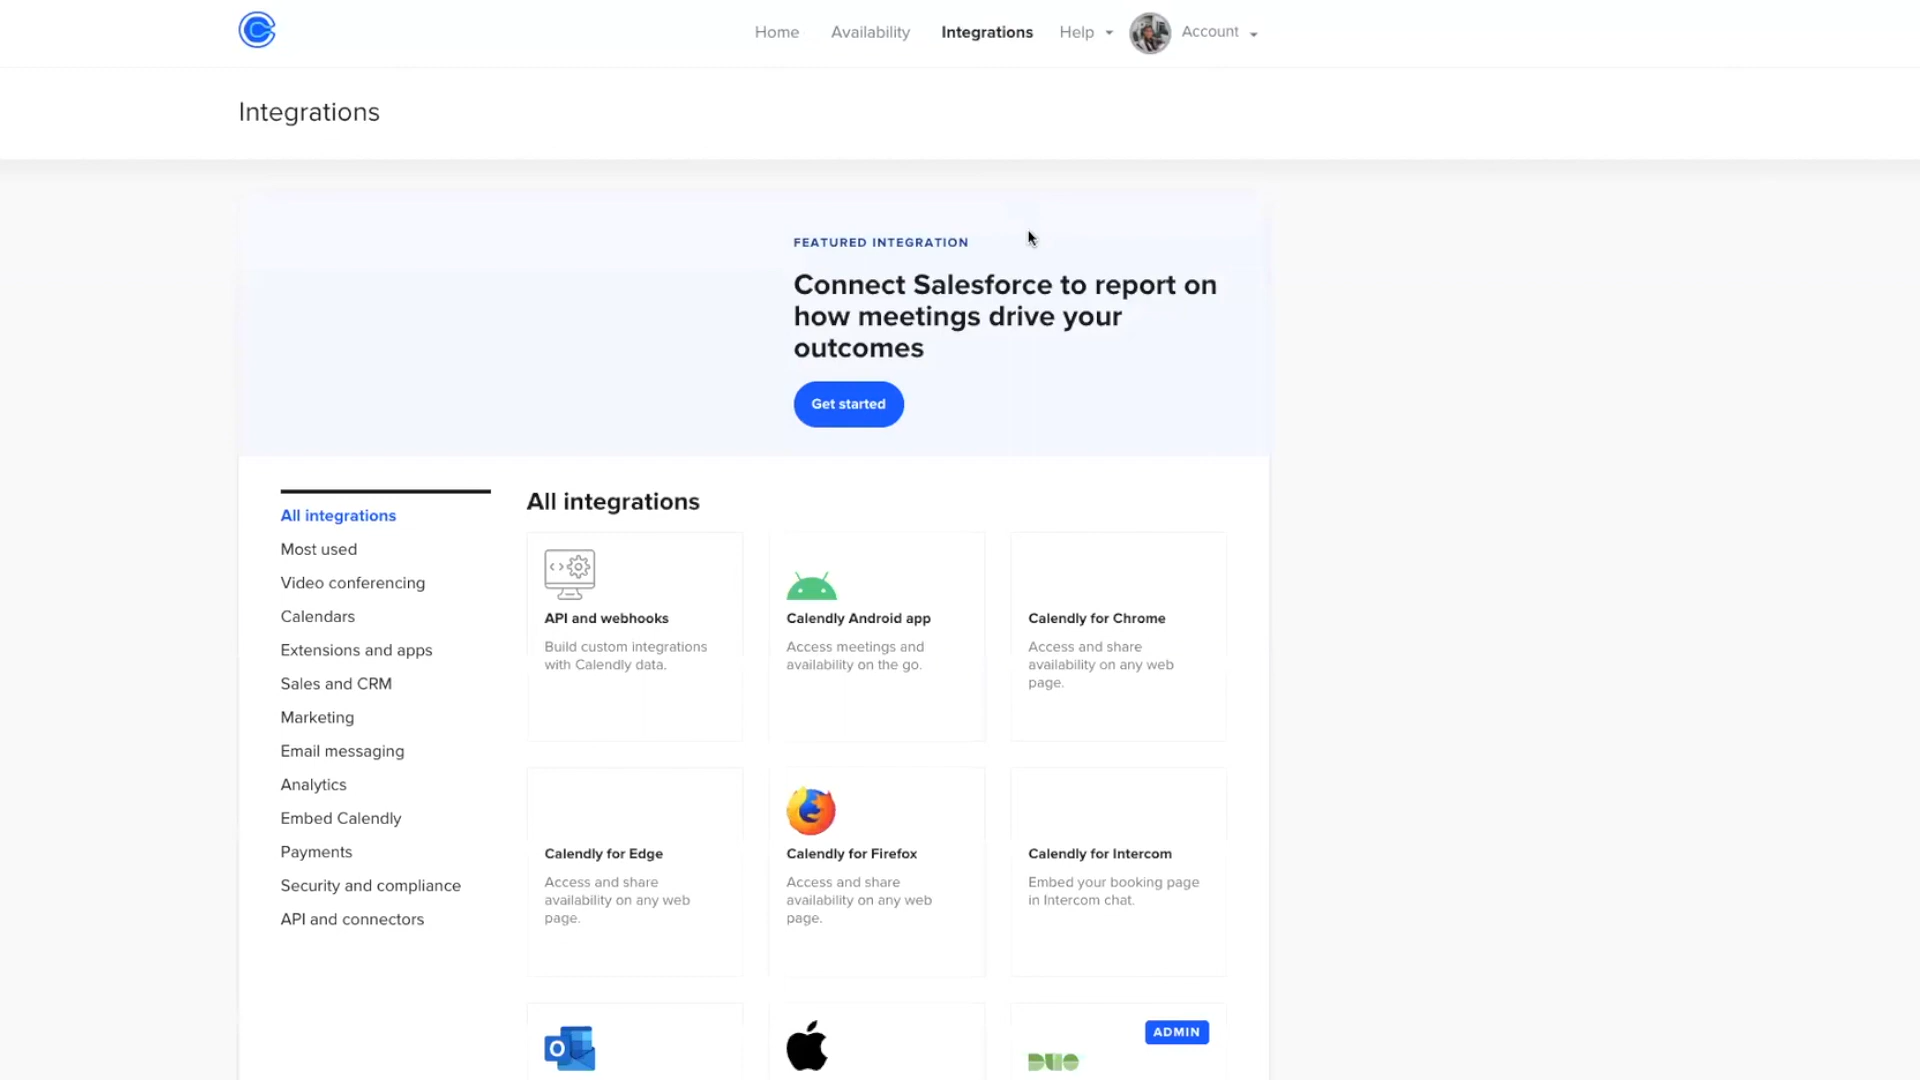 Home Availability Integrations Help Account
Integrations
FEATURED INTEGRATION
Connect Salesforce to report on
how meetings drive your
outcomes
Get started
All integrations
Most used
Video conferencing
Calendars
Extensions and apps
Sales and CRM
Marketing
Email messaging
Analytics
Embed Calendly
Payments
Security and compliance
API and connectors
All integrations
API and webhooks
Build custom integrations
with Calendly data.
Calendly Android app
Access meetings and
availability on the go.
Calendly for Chrome
Access and share
availability on any web
page.
Calendly for Edge
Access and share
availability on any web
page.
Calendly for Firefox
Access and share
availability on any web
page.
Calendly for Intercom
Embed your booking page
in Intercom chat.
ADMIN
DUO